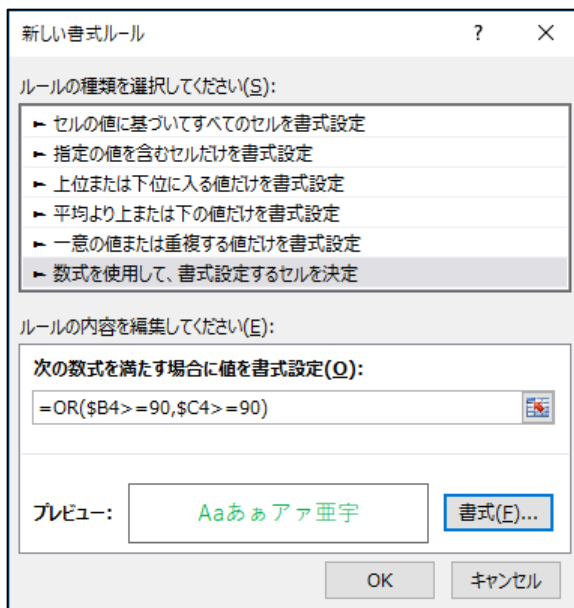 新しい書式ルール ? ×
ルールの種類を選択してください(S):
► セルの値に基づいてすべてのセルを書式設定
► 指定の値を含むセルだけを書式設定
► 上位または下位に入る値だけを書式設定
► 平均より上または下の値だけを書式設定
► 一意の値または重複する値だけを書式設定
► 数式を使用して、書式設定するセルを決定
ルールの内容を編集してください(E):
次の数式を満たす場合に値を書式設定(O):
=OR($B4>=90,$C4>=90)
プレビュー: Aaあぁアァ亜宇 書式(F)...
OK キャンセル